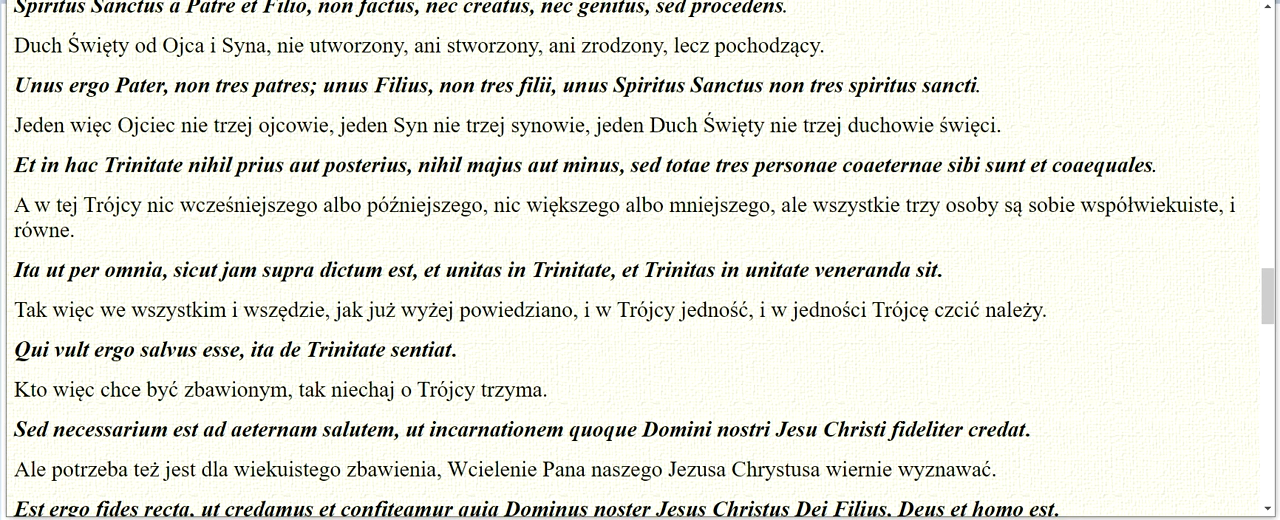 Spiritus Sanctus a Patre et Filio, non factus, nec creatus, nec genitus, sed procedens.
Duch Święty od Ojca i Syna, nie utworzony, ani stworzony, ani zrodzony, lecz pochodzący.
Unus ergo Pater, non tres patres; unus Filius, non tres filii, unus Spiritus Sanctus non tres spiritus sancti.
Jeden więc Ojciec nie trzej ojcowie, jeden Syn nie trzej synowie, jeden Duch Święty nie trzej duchowie święci.
Et in hac Trinitate nihil prius aut posterius, nihil majus aut minus, sed totae tres personae coaeternae sibi sunt et coaequales.
A w tej Trójcy nic wcześniejszego albo późniejszego, nic większego albo mniejszego, ale wszystkie trzy osoby są sobie współwiekuiste, i
równe.
Ita ut per omnia, sicut jam supra dictum est, et unitas in Trinitate, et Trinitas in unitate veneranda sit.
Tak więc we wszystkim i wszędzie, jak już wyżej powiedziano, i w Trójcy jedność, i w jedności Trójcę czcić należy.
Qui vult ergo salvus esse, ita de Trinitate sentiat.
Kto więc chce być zbawionym, tak niechaj o Trójcy trzyma.
Sed necessarium est ad aeternam salutem, ut incarnationem quoque Domini nostri Jesu Christi fideliter credat.
Ale potrzeba też jest dla wiekuistego zbawienia, Wcielenie Pana naszego Jezusa Chrystusa wiernie wyznawać.
Est ergo fides recta, ut credamus et confiteamur quia Dominus noster Jesus Christus Dei Filius, Deus et homo est.